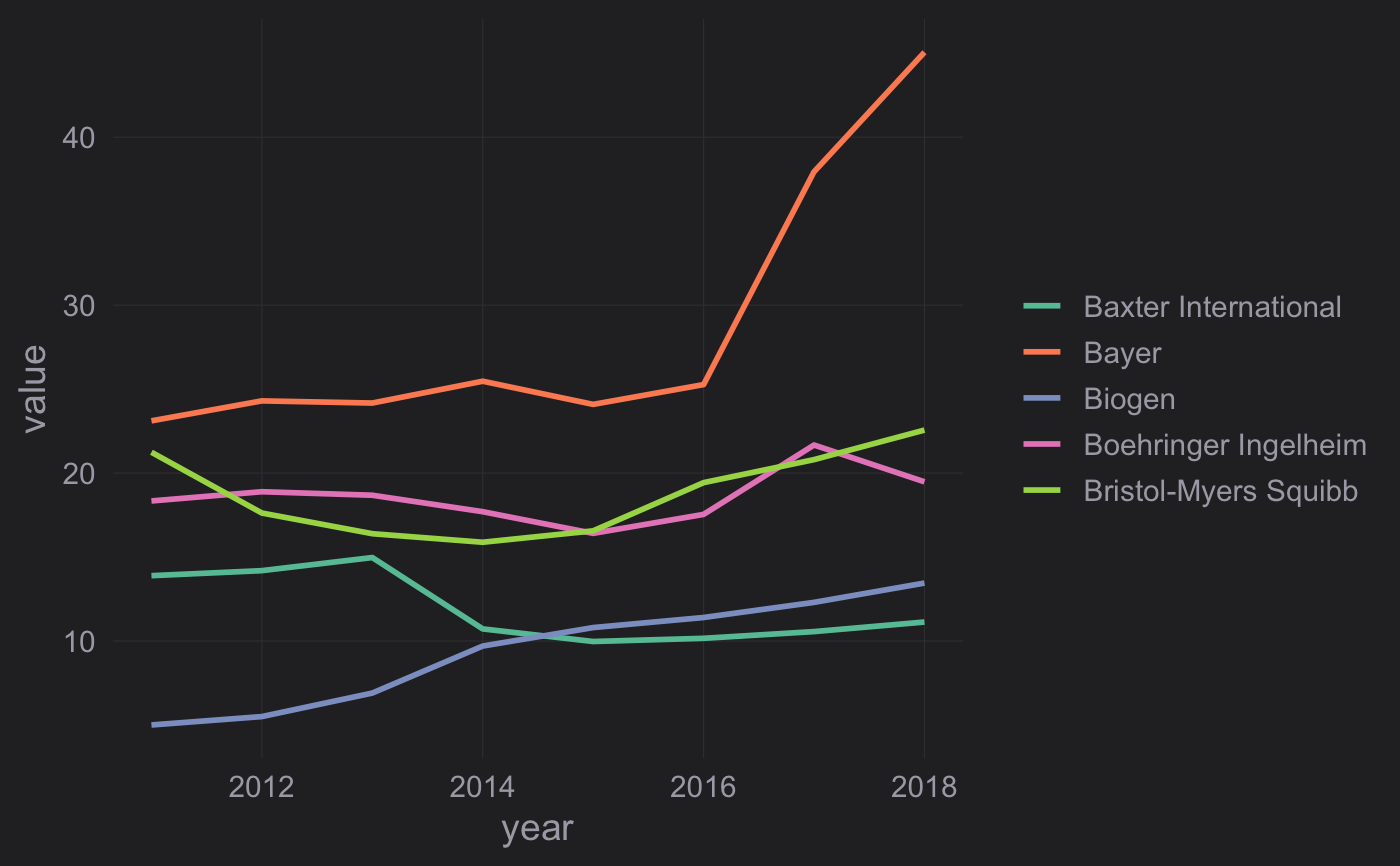 40
30
20
10
value
2012 2014 2016 2018
year
Baxter International
Bayer
Biogen
Boehringer Ingelheim
Bristol-Myers Squibb